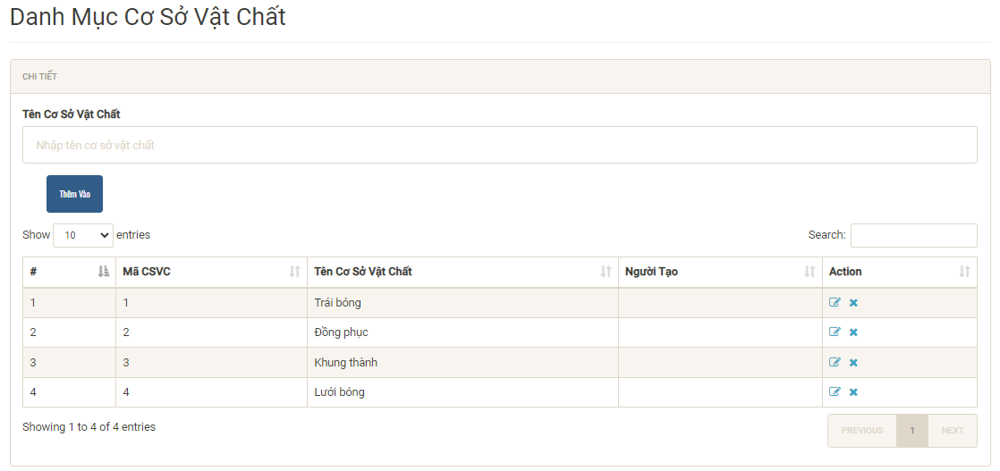 Danh Mục Cơ Sở Vật Chất
CHI TIẾT
Tên Cơ Sở Vật Chất
Nhập tên cơ sở vật chất
Thêm Vào
Show 10 entries Search:
# Mã CSVC Tên Cơ Sở Vật Chất Người Tạo Action
1 1 Trái bóng
2 2 Đồng phục
3 3 Khung thành
4 4 Lưới bóng
Showing 1 to 4 of 4 entries PREVIOUS 1 NEXT